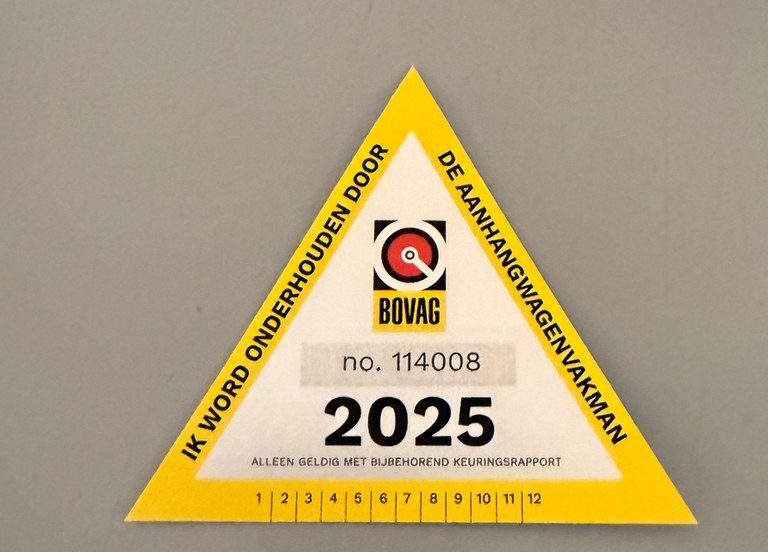 IK WORD ONDERHOUDEN DOOR
DE AANHANGWAGENVAKMAN
BOVAG
no. 114008
2025
ALLEEN GELDIG MET BIJBEHOREND KEURINGSRAPPORT
1 2 3 4 5 6 7 8 9 10 11 12